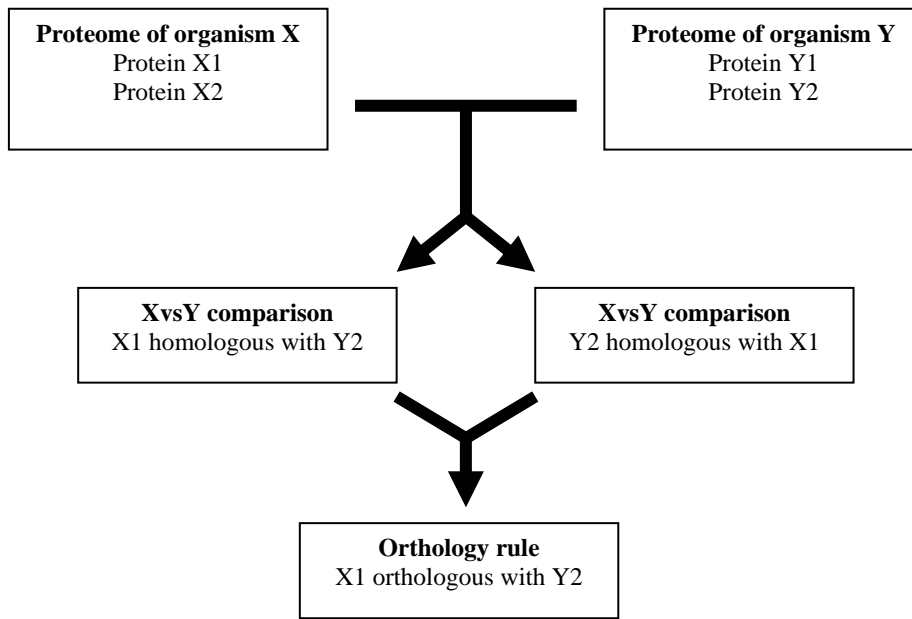 Proteome of organism X
Protein X1
Protein X2
Proteome of organism Y
Protein Y1
Protein Y2
XvsY comparison
X1 homologous with Y2
XvsY comparison
Y2 homologous with X1
Orthology rule
X1 orthologous with Y2